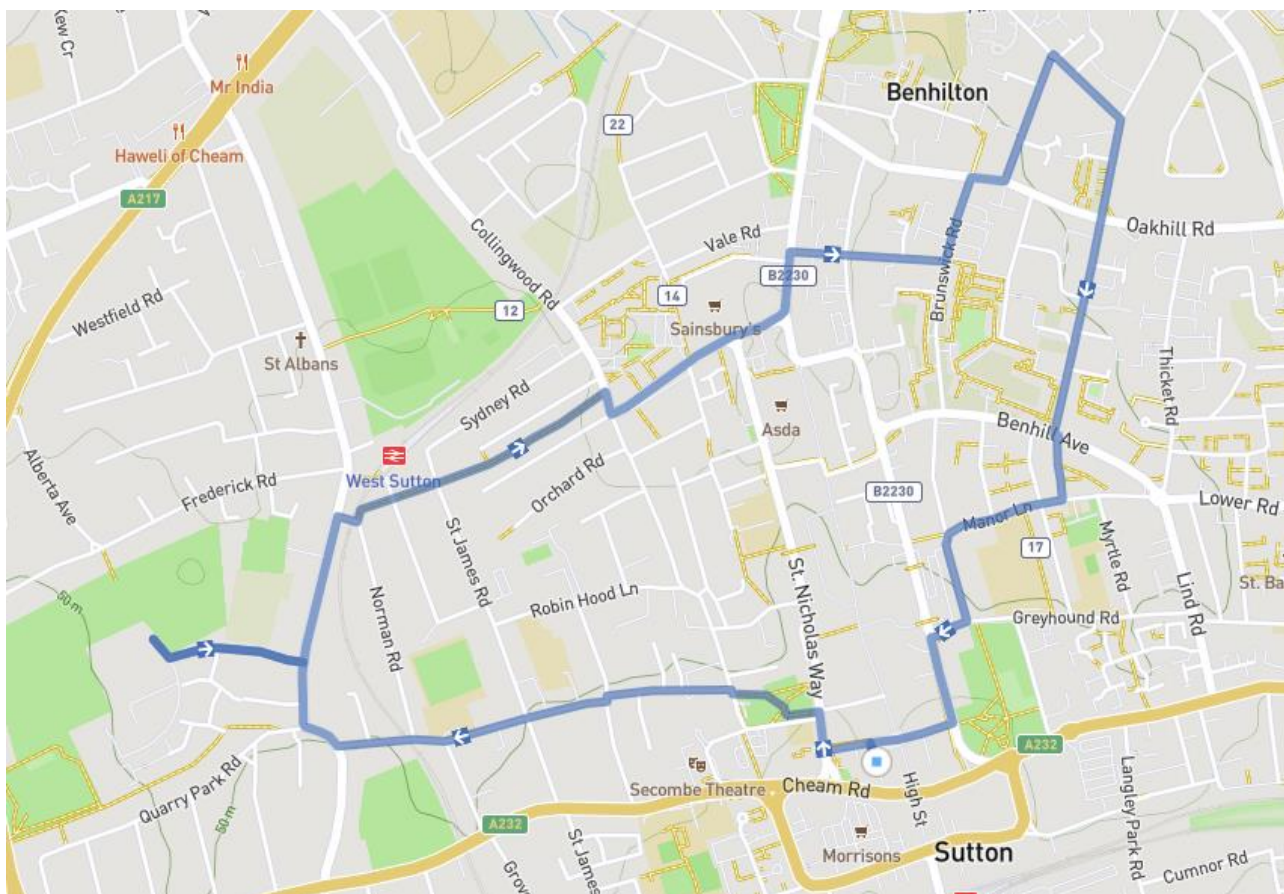 Kew Cr
Mr India
Haweli of Cheam
A217
Benhilton
22
Collingwood Rd
Vale Rd
Oakhill Rd
B2230
Brunswick Rd
14
12
Sainsbury's
Westfield Rd
St Albans
Sydney Rd
Thicket Rd
Asda
Benhill Ave
Alberta Ave
Frederick Rd
West Sutton
Orchard Rd
B2230
Manor Ln
Lower Rd
St James Rd
17
Myrtle Rd
Lind Rd
St. Ba
50 m
Norman Rd
Robin Hood Ln
St. Nicholas Way
Greyhound Rd
A232
Quarry Park Rd
50 m
Secombe Theatre
Cheam Rd
High St
Langley Park Rd
A232
St James
Morrisons
Sutton
Grov
Cumnor Rd